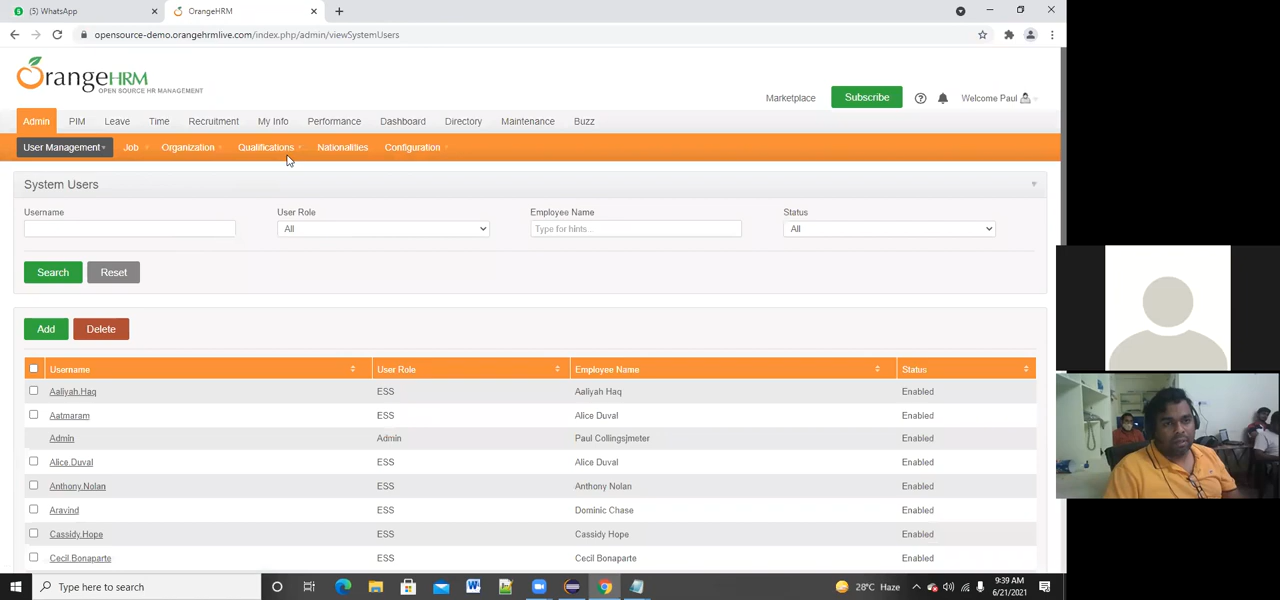 WhatsApp
OrangeHRM
opensource-demo.orangehrmlive.com/index.php/admin/viewSystemUsers
OrangeHRM
OPEN SOURCE HR MANAGEMENT
Marketplace Subscribe Welcome Paul
Admin PIM Leave Time Recruitment My Info Performance Dashboard Directory Maintenance Buzz
User Management Job Organization Qualifications Nationalities Configuration
System Users
Username User Role Employee Name Status
All Type for hints... All
Search Reset
Add Delete
Username User Role Employee Name Status
Aaliyah.Haq ESS Aaliyah Haq Enabled
Aatmaram ESS Alice Duval Enabled
Admin Admin Paul Collingsjmeter Enabled
Alice.Duval ESS Alice Duval Enabled
Anthony.Nolan ESS Anthony Nolan Enabled
Aravind ESS Dominic Chase Enabled
Cassidy.Hope ESS Cassidy Hope Enabled
Cecil Bonaparte ESS Cecil Bonaparte Enabled
Type here to search 28°C Haze 9:39 AM
6/21/2021